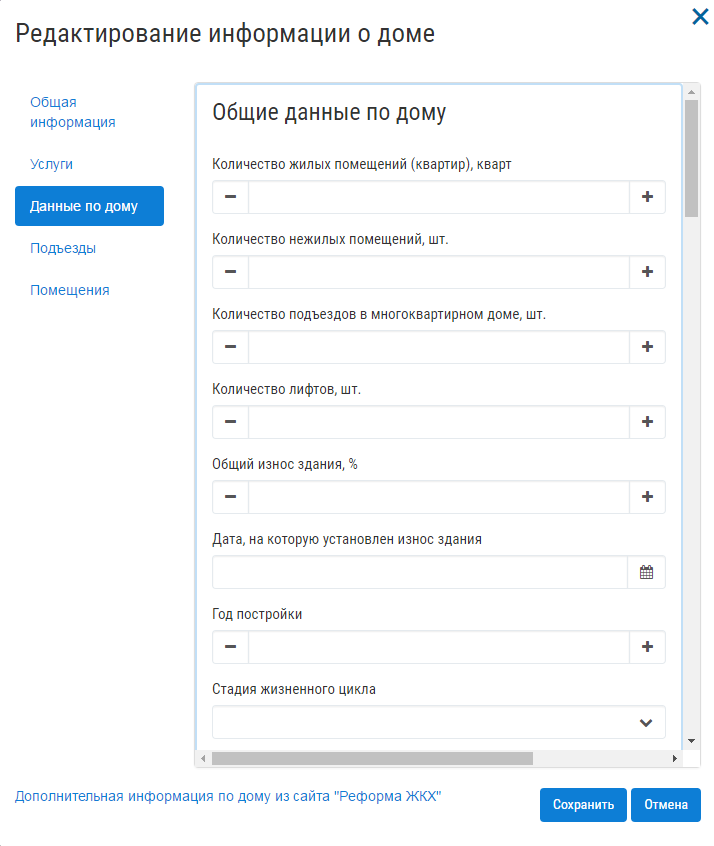 Редактирование информации о доме
Общая
информация
Услуги
Данные по дому
Подъезды
Помещения
Общие данные по дому
Количество жилых помещений (квартир), кварт
Количество нежилых помещений, шт.
Количество подъездов в многоквартирном доме, шт.
Количество лифтов, шт.
Общий износ здания, %
Дата, на которую установлен износ здания
Год постройки
Стадия жизненного цикла
Дополнительная информация по дому из сайта "Реформа ЖКХ"
Сохранить
Отмена